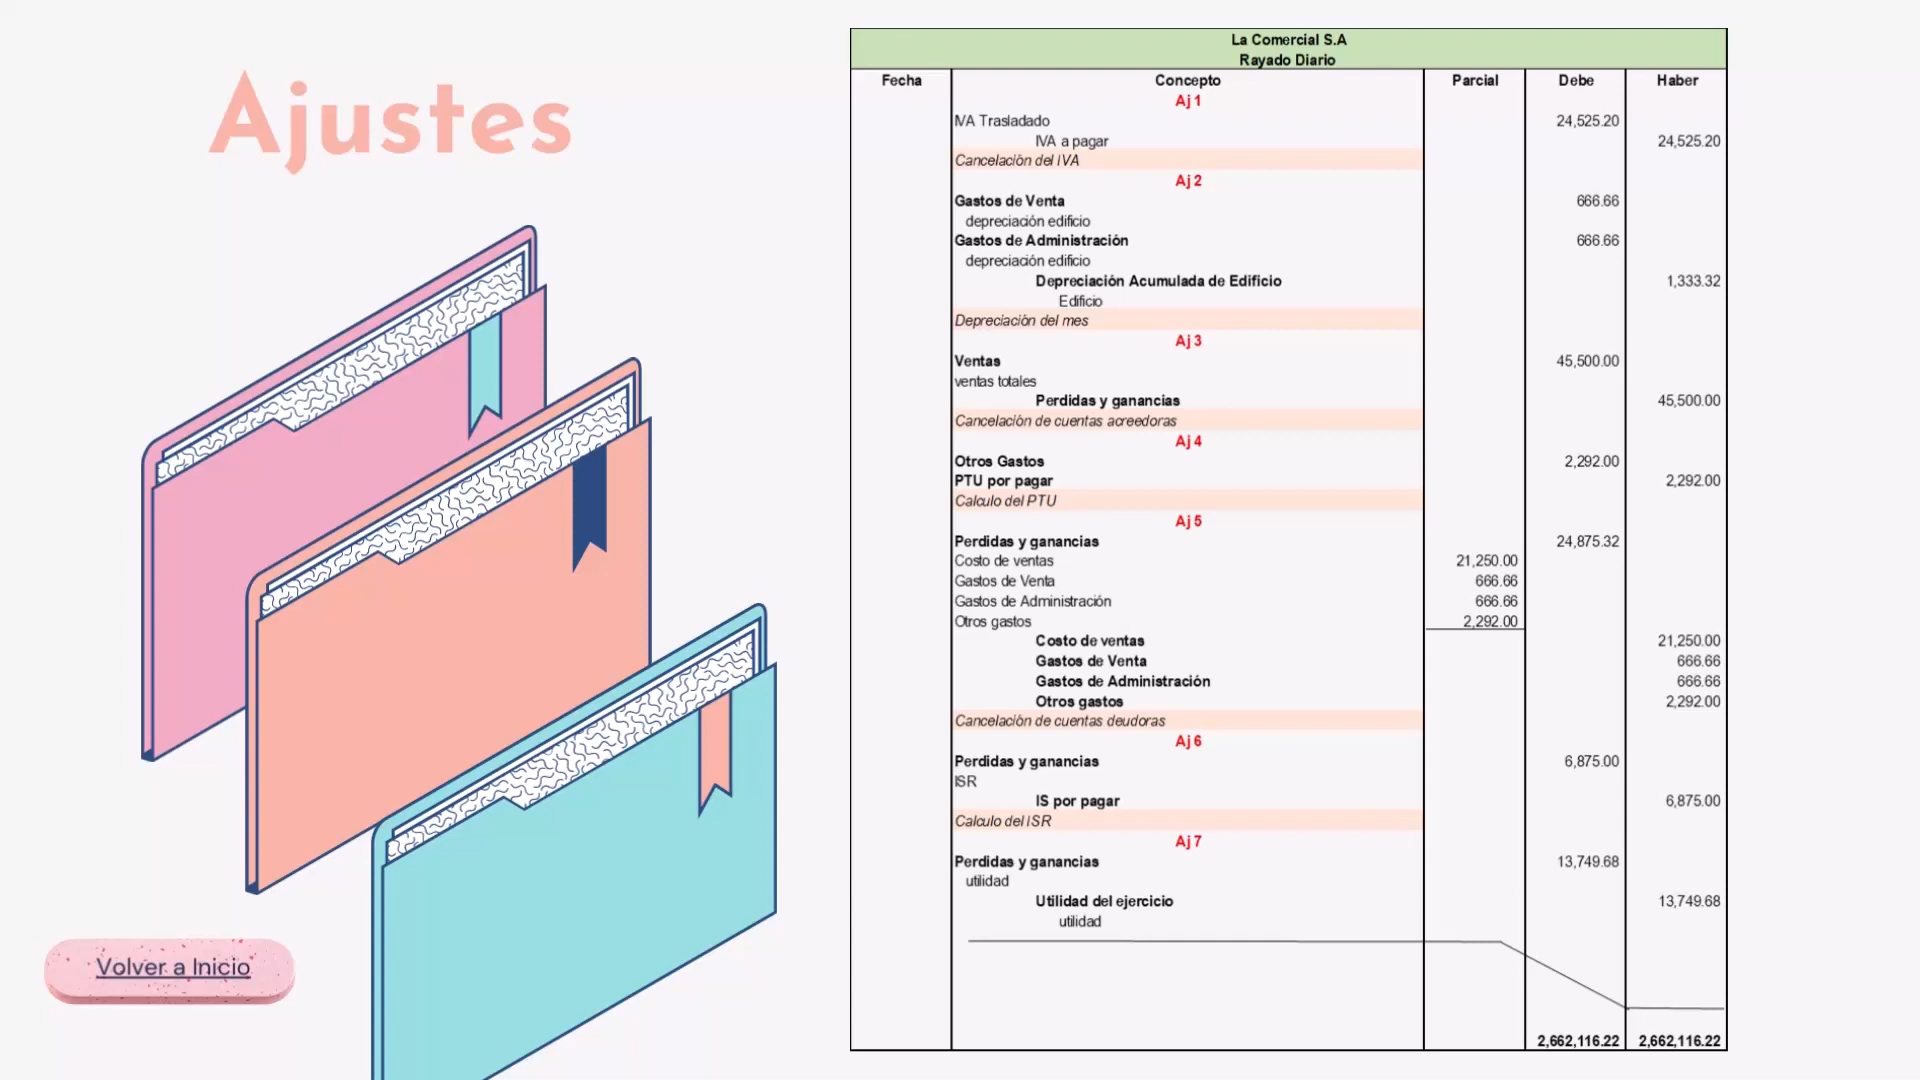 Ajustes
La Comercial S.A
Rayado Diario
Fecha Concepto Parcial Debe Haber
Aj 1
IVA Trasladado 24,525.20
IVA a pagar 24,525.20
Cancelación del IVA
Aj 2
Gastos de Venta 666.66
depreciación edificio
Gastos de Administración 666.66
depreciación edificio
Depreciación Acumulada de Edificio 1,333.32
Edificio
Depreciación del mes
Aj 3
Ventas 45,500.00
ventas totales
Perdidas y ganancias 45,500.00
Cancelación de cuentas acreedoras
Aj 4
Otros Gastos 2,292.00
PTU por pagar 2,292.00
Calculo del PTU
Aj 5
Perdidas y ganancias 24,875.32
Costo de ventas 21,250.00
Gastos de Venta 666.66
Gastos de Administración 666.66
Otros gastos 2,292.00
Costo de ventas 21,250.00
Gastos de Venta 666.66
Gastos de Administración 666.66
Otros gastos 2,292.00
Cancelación de cuentas deudoras
Aj 6
Perdidas y ganancias 6,875.00
ISR
IS por pagar 6,875.00
Calculo del ISR
Aj 7
Perdidas y ganancias 13,749.68
utilidad
Utilidad del ejercicio 13,749.68
utilidad
2,662,116.22 2,662,116.22
Volver a Inicio